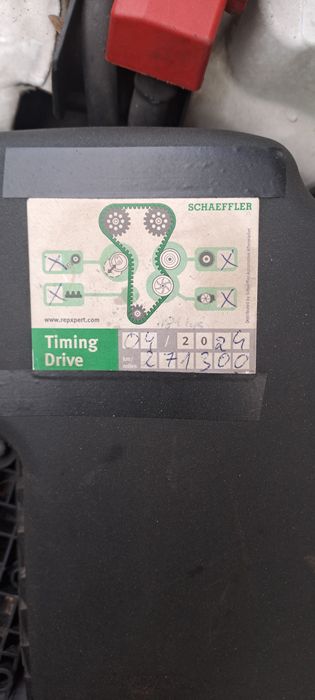 SCHAEFFLER
X
X
X
X
www.repxpert.com
Timing Drive
04/2024
km/miles 271300